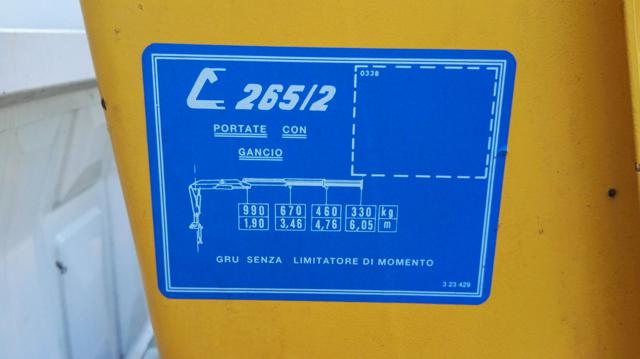 C 265/2
0338
PORTATE CON
GANCIO
990 670 460 330 kg
1,90 3,46 4,76 6,05 m
GRU SENZA LIMITATORE DI MOMENTO
3 23 429